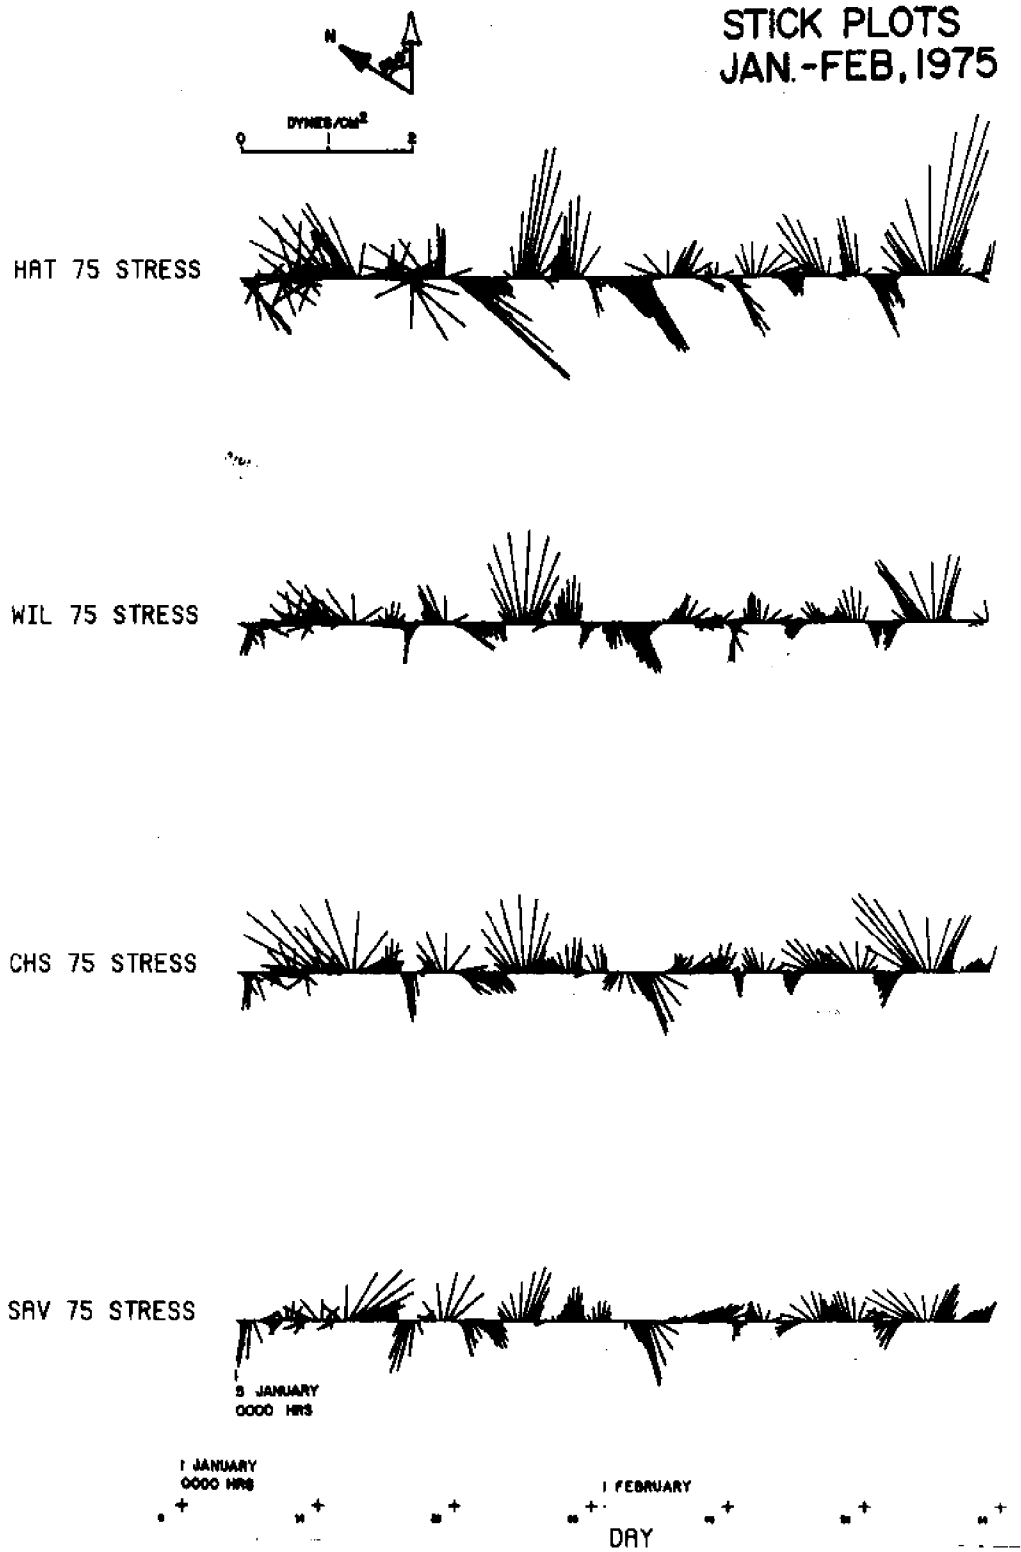 STICK PLOTS
JAN.-FEB, 1975
N
DYNES/CM²
0 2
HAT 75 STRESS
WIL 75 STRESS
CHS 75 STRESS
SAV 75 STRESS
5 JANUARY
0000 HRS
1 JANUARY
0000 HRS
1 FEBRUARY
DAY